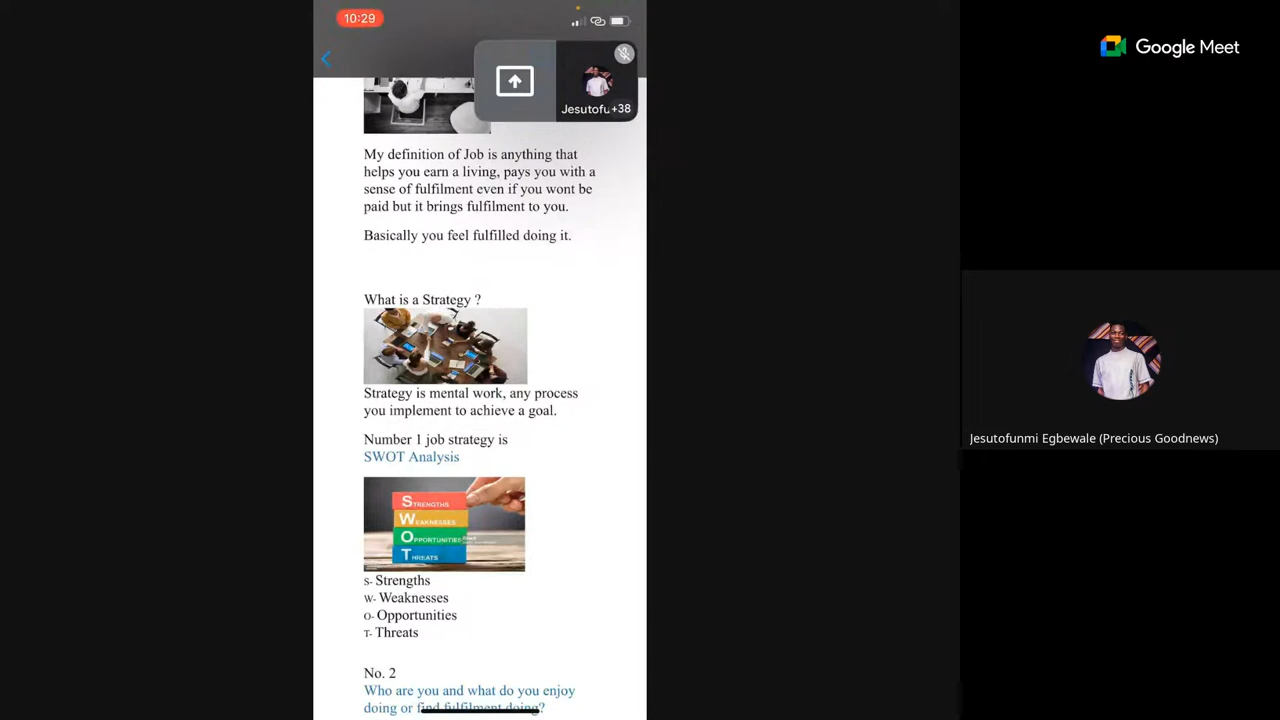 10:29
Google Meet
Jesutofu +38
My definition of Job is anything that
helps you earn a living, pays you with a
sense of fulfilment even if you wont be
paid but it brings fulfilment to you.
Basically you feel fulfilled doing it.
What is a Strategy ?
Strategy is mental work, any process
you implement to achieve a goal.
Number 1 job strategy is
SWOT Analysis
STRENGTHS
WEAKNESSES
OPPORTUNITIES
THREATS
S- Strengths
W- Weaknesses
O- Opportunities
T- Threats
No. 2
Who are you and what do you enjoy
doing or find fulfilment doing?
Jesutofunmi Egbewale (Precious Goodnews)